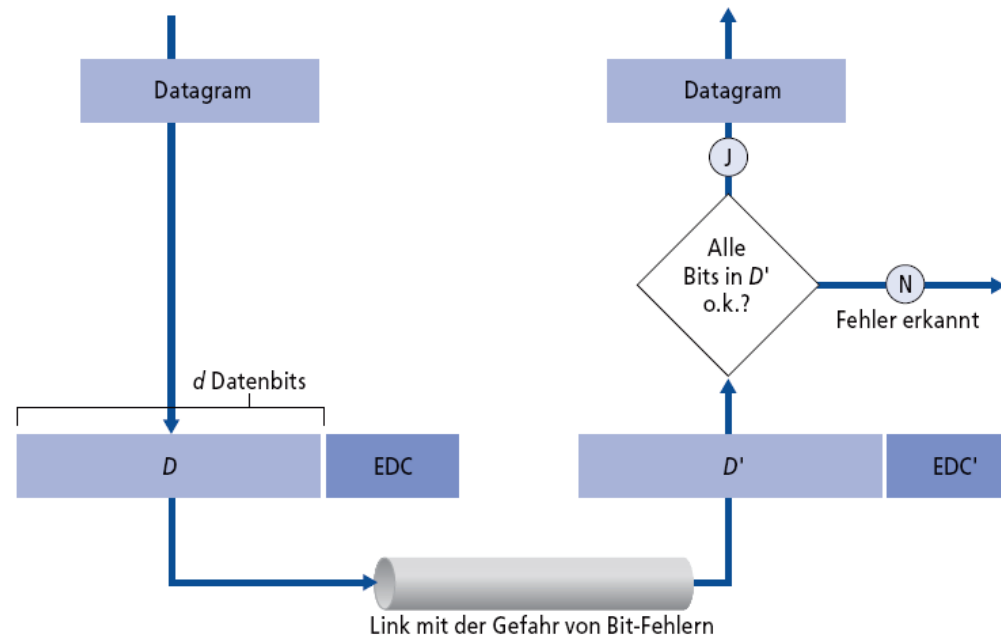 Datagram
Datagram
J
Alle
Bits in D'
o.k.?
N
Fehler erkannt
d Datenbits
D
EDC
D'
EDC'
Link mit der Gefahr von Bit-Fehlern